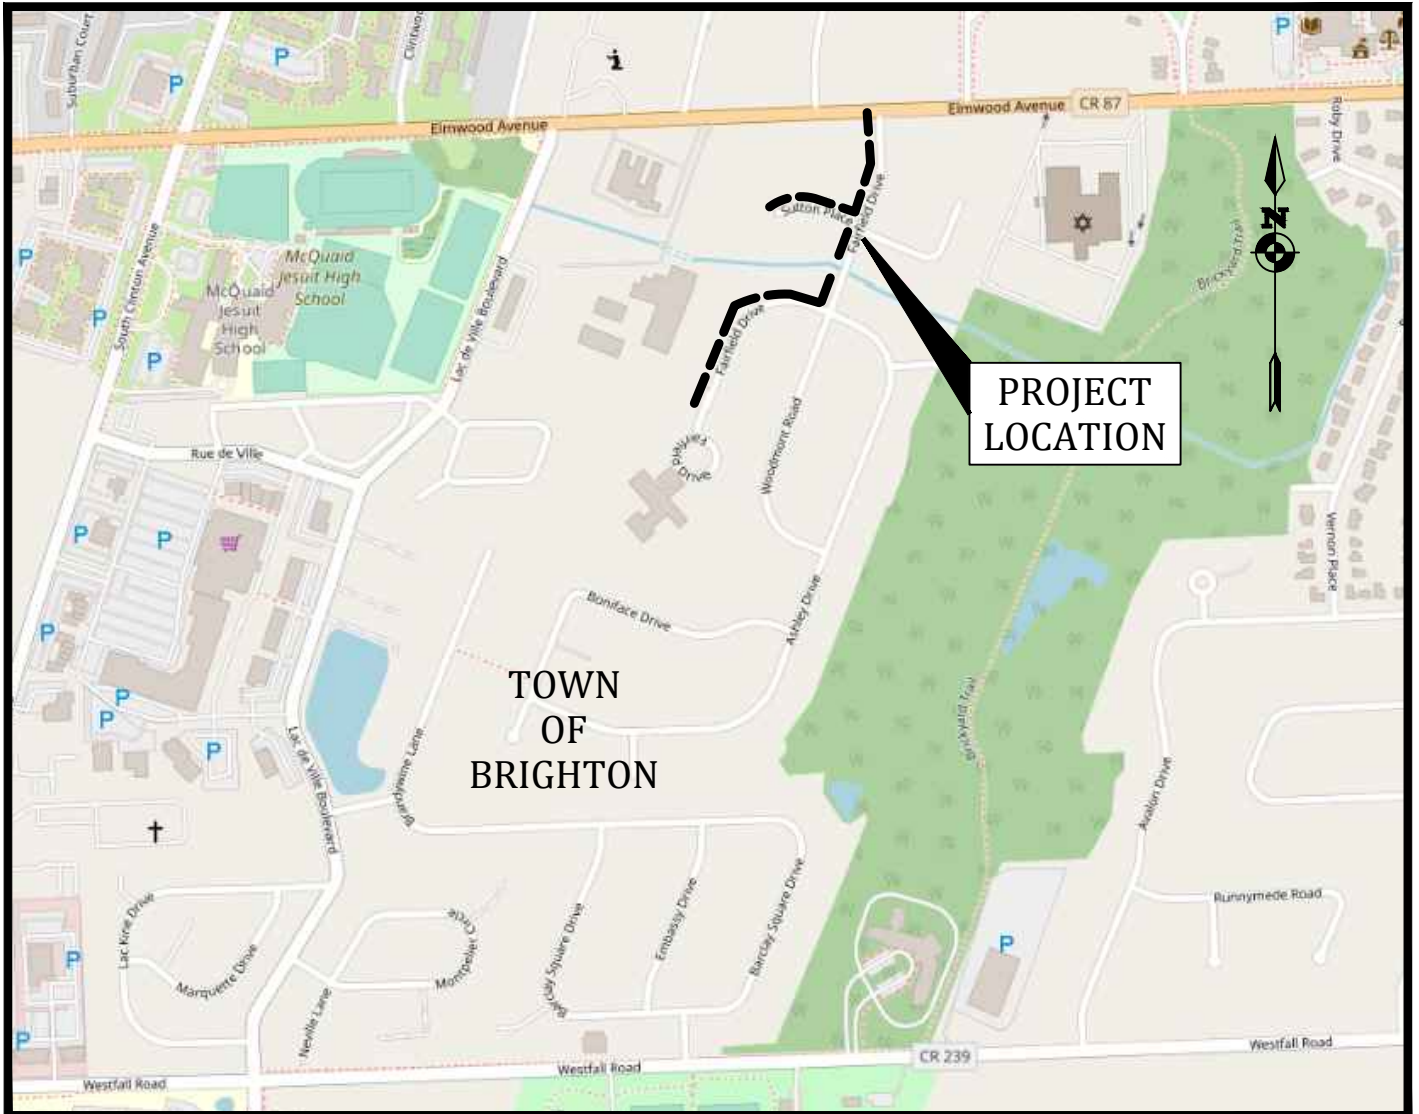 Suburban Court
Clintwo
P
P
P
Elmwood Avenue
Elmwood Avenue
CR 87
Roby Drive
Sutton Place
Fairfield Drive
N
South Clinton Avenue
McQuaid
Jesuit High
School
McQuaid
Jesuit
High
School
Lac de Ville Boulevard
Brickyard Trail
P
P
P
Fairfield Drive
PROJECT
LOCATION
Woodmont Road
Fairfield Drive
Rue de Ville
P
P
Vernon Place
Boniface Drive
Ashley Drive
P
TOWN
OF
BRIGHTON
P
P
P
Brickyard Trail
Lac de Ville Boulevard
Brandywine Lane
Avalon Drive
Lac Kine Drive
Marquette Drive
Montpelier Circle
Neville Lane
Barclay Square Drive
Embassy Drive
Barclay Square Drive
Runnymede Road
P
P
P
CR 239
Westfall Road
Westfall Road
Westfall Road